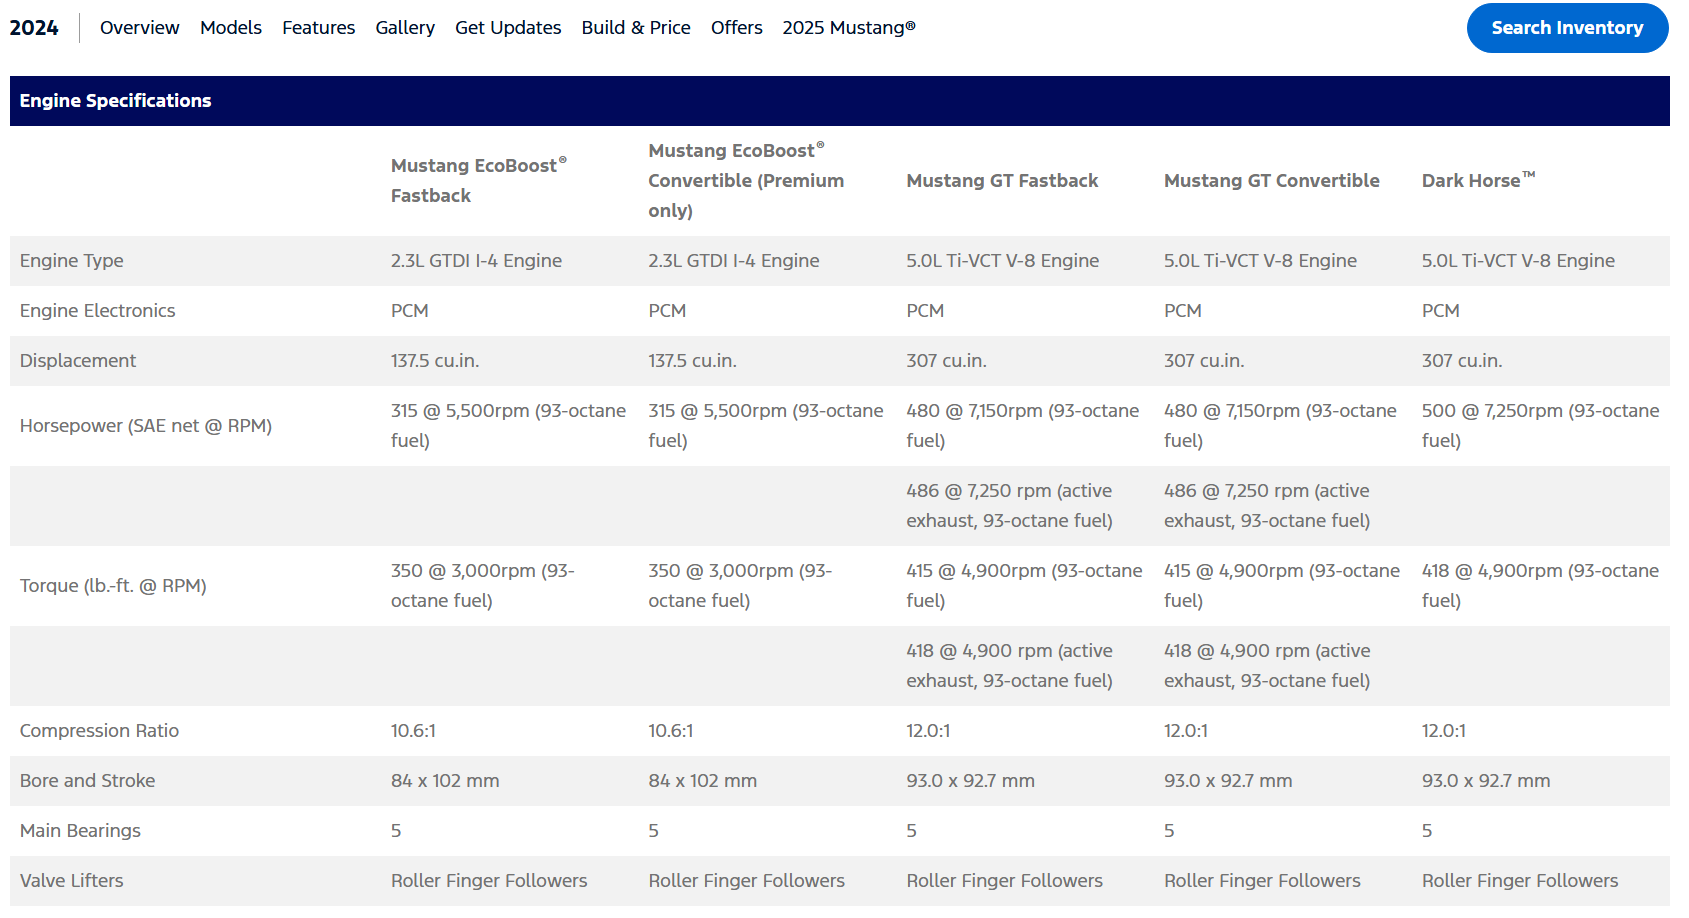 2024 Overview Models Features Gallery Get Updates Build & Price Offers 2025 Mustang® Search Inventory
Engine Specifications
Mustang EcoBoost® Fastback
Mustang EcoBoost® Convertible (Premium only)
Mustang GT Fastback
Mustang GT Convertible
Dark Horse™
Engine Type 2.3L GTDI I-4 Engine 2.3L GTDI I-4 Engine 5.0L Ti-VCT V-8 Engine 5.0L Ti-VCT V-8 Engine 5.0L Ti-VCT V-8 Engine
Engine Electronics PCM PCM PCM PCM PCM
Displacement 137.5 cu.in. 137.5 cu.in. 307 cu.in. 307 cu.in. 307 cu.in.
Horsepower (SAE net @ RPM) 315 @ 5,500rpm (93-octane fuel) 315 @ 5,500rpm (93-octane fuel) 480 @ 7,150rpm (93-octane fuel) 480 @ 7,150rpm (93-octane fuel) 500 @ 7,250rpm (93-octane fuel)
486 @ 7,250 rpm (active exhaust, 93-octane fuel) 486 @ 7,250 rpm (active exhaust, 93-octane fuel)
Torque (lb.-ft. @ RPM) 350 @ 3,000rpm (93-octane fuel) 350 @ 3,000rpm (93-octane fuel) 415 @ 4,900rpm (93-octane fuel) 415 @ 4,900rpm (93-octane fuel) 418 @ 4,900rpm (93-octane fuel)
418 @ 4,900 rpm (active exhaust, 93-octane fuel) 418 @ 4,900 rpm (active exhaust, 93-octane fuel)
Compression Ratio 10.6:1 10.6:1 12.0:1 12.0:1 12.0:1
Bore and Stroke 84 x 102 mm 84 x 102 mm 93.0 x 92.7 mm 93.0 x 92.7 mm 93.0 x 92.7 mm
Main Bearings 5 5 5 5 5
Valve Lifters Roller Finger Followers Roller Finger Followers Roller Finger Followers Roller Finger Followers Roller Finger Followers